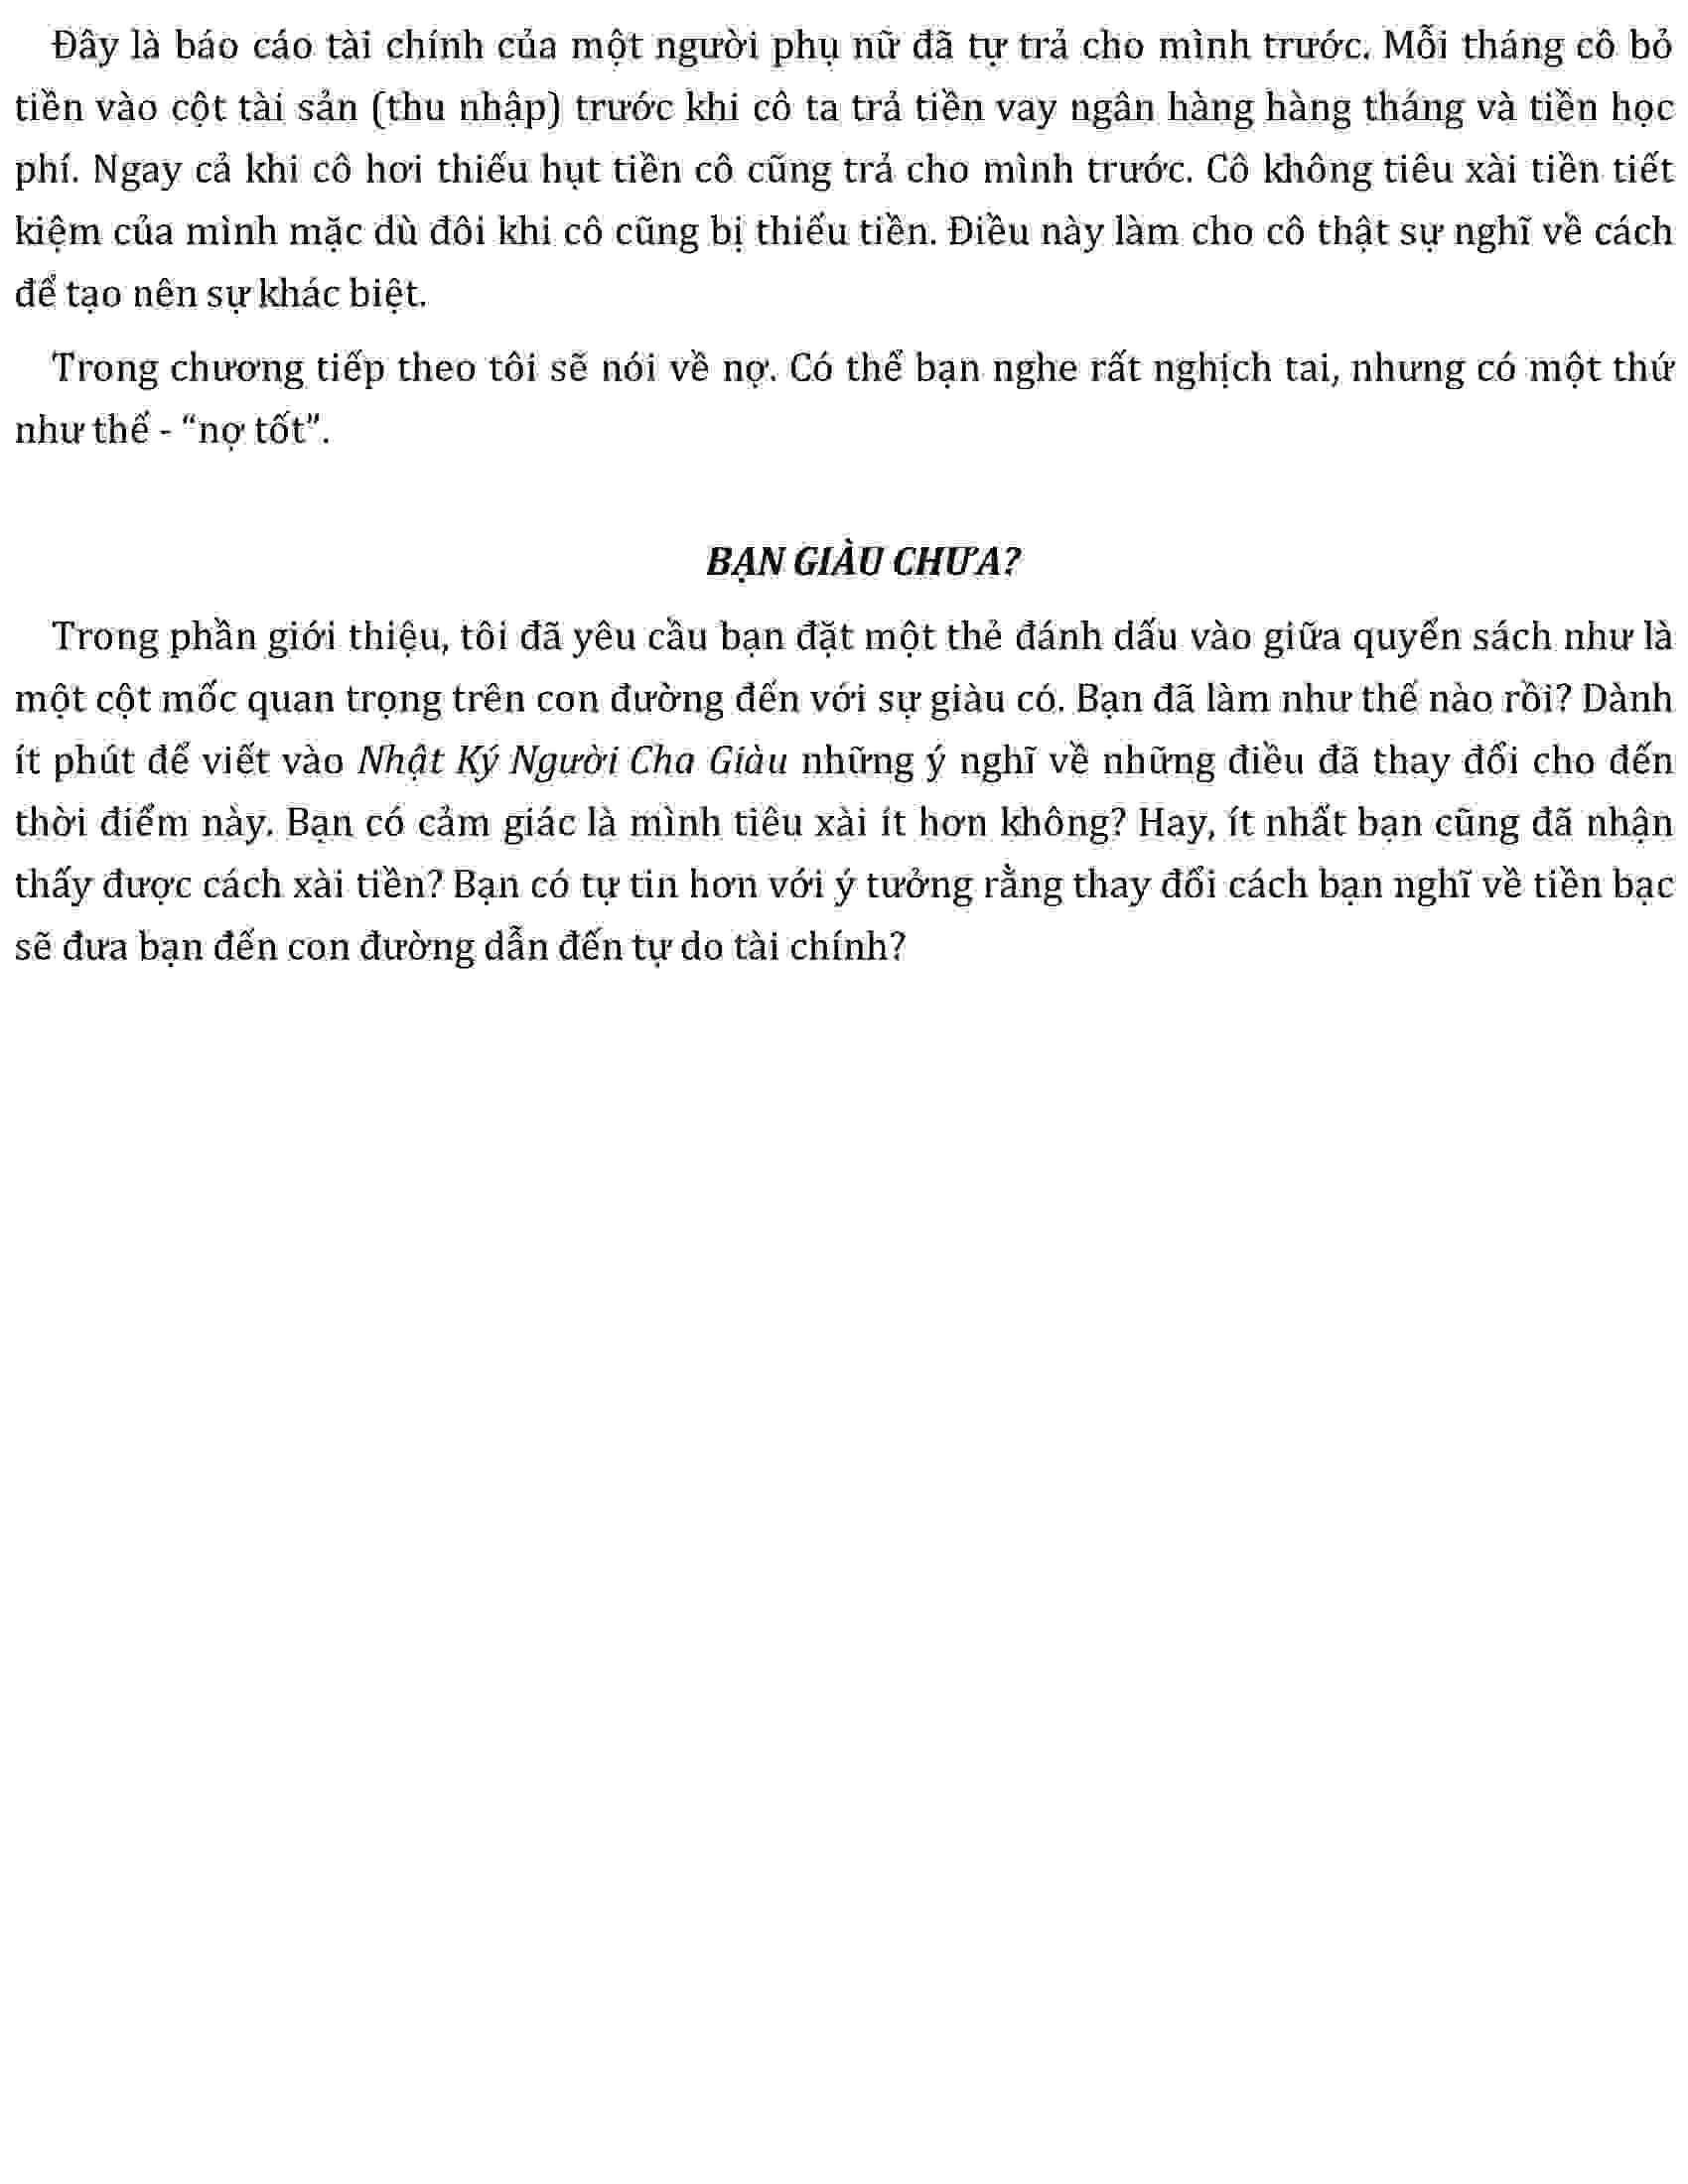 Đây là báo cáo tài chính của một người phụ nữ đã tự trả cho mình trước. Mỗi tháng cô bỏ
tiền vào cột tài sản (thu nhập) trước khi cô ta trả tiền vay ngân hàng hàng tháng và tiền học
phí. Ngay cả khi cô hơi thiếu hụt tiền cô cũng trả cho mình trước. Cô không tiêu xài tiền tiết
kiệm của mình mặc dù đôi khi cô cũng bị thiếu tiền. Điều này làm cho cô thật sự nghĩ về cách
để tạo nên sự khác biệt.
Trong chương tiếp theo tôi sẽ nói về nợ. Có thể bạn nghe rất nghịch tai, nhưng có một thứ
như thế - “nợ tốt”.
BẠN GIÀU CHƯA?
Trong phần giới thiệu, tôi đã yêu cầu bạn đặt một thẻ đánh dấu vào giữa quyển sách như là
một cột mốc quan trọng trên con đường đến với sự giàu có. Bạn đã làm như thế nào rồi? Dành
ít phút để viết vào Nhật Ký Người Cha Giàu những ý nghĩ về những điều đã thay đổi cho đến
thời điểm này. Bạn có cảm giác là mình tiêu xài ít hơn không? Hay, ít nhất bạn cũng đã nhận
thấy được cách xài tiền? Bạn có tự tin hơn với ý tưởng rằng thay đổi cách bạn nghĩ về tiền bạc
sẽ đưa bạn đến con đường dẫn đến tự do tài chính?